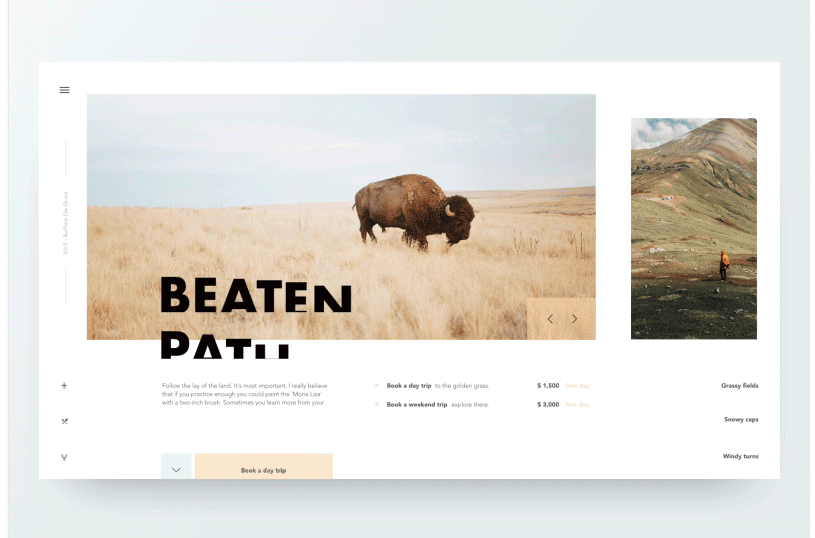 01/5 - Buffalo On Grass
BEATEN
PATH
Follow the lay of the land. It's most important. I really believe
that if you practice enough you could paint the 'Mona Lisa'
with a two-inch brush. Sometimes you learn more from your
Book a day trip to the golden grass. $ 1,500 One day
Book a weekend trip explore there. $ 3,000 Two day
Grassy fields
Snowy caps
Windy turns
Book a day trip